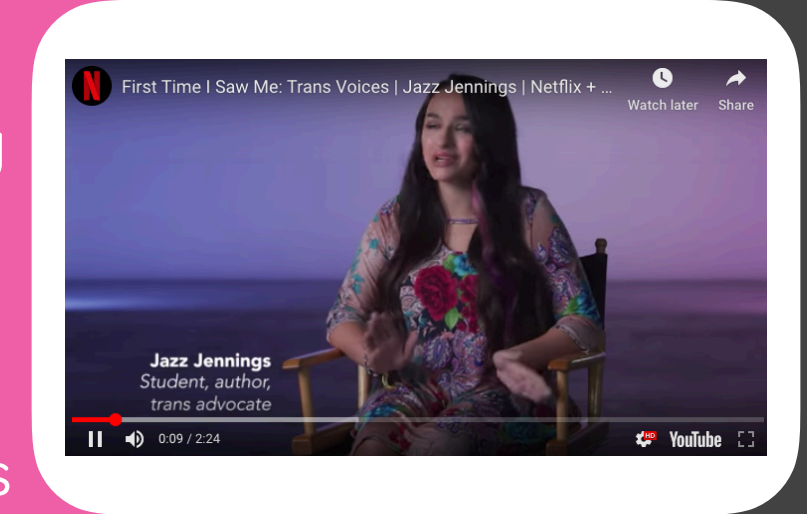 First Time I Saw Me: Trans Voices | Jazz Jennings | Netflix + ...
Watch later
Share
Jazz Jennings
Student, author,
trans advocate
0:09 / 2:24
HD
YouTube